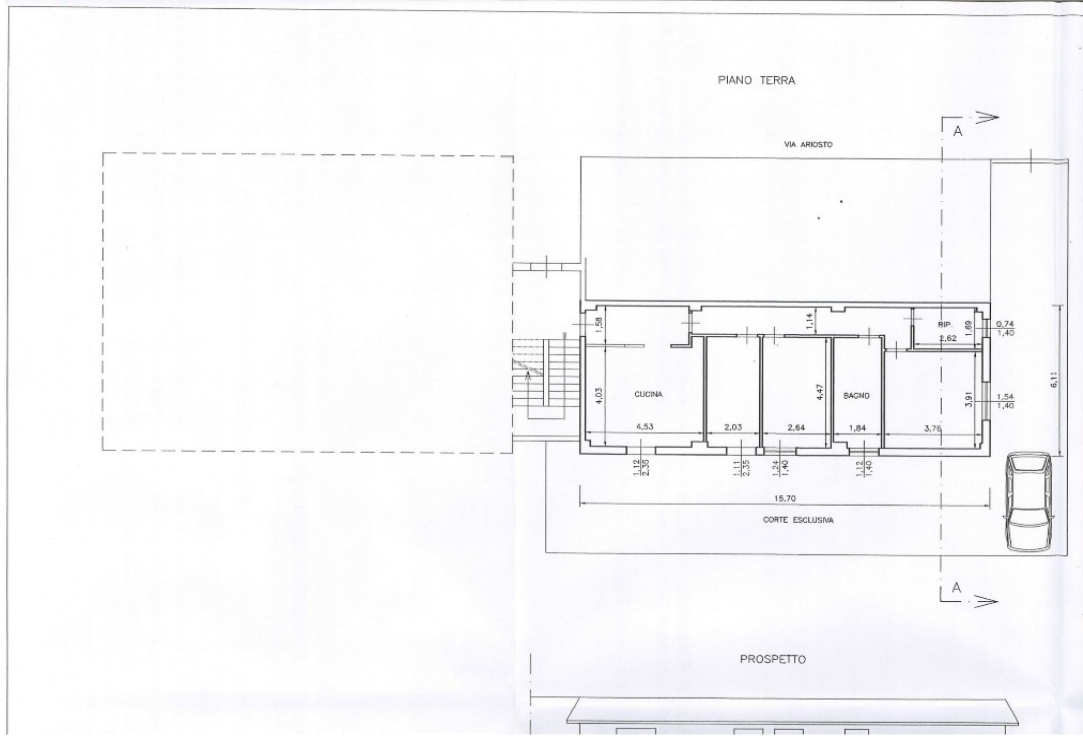 PIANO TERRA
A
VIA ARIOSTO
1,58
1,14
RIP.
1,69
2,62
0,74
1,40
6,11
4,03
CUCINA
4,47
BAGNO
3,91
1,54
1,40
4,53
2,03
2,64
1,84
3,76
1,12
2,35
1,11
2,35
1,24
1,40
1,12
1,40
15,70
CORTE ESCLUSIVA
A
PROSPETTO